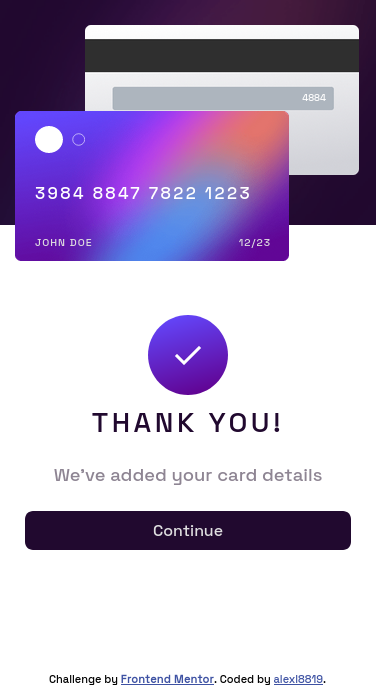 4884
3984 8847 7822 1223
JOHN DOE 12/23
THANK YOU!
We've added your card details
Continue
Challenge by Frontend Mentor. Coded by alexl8819.